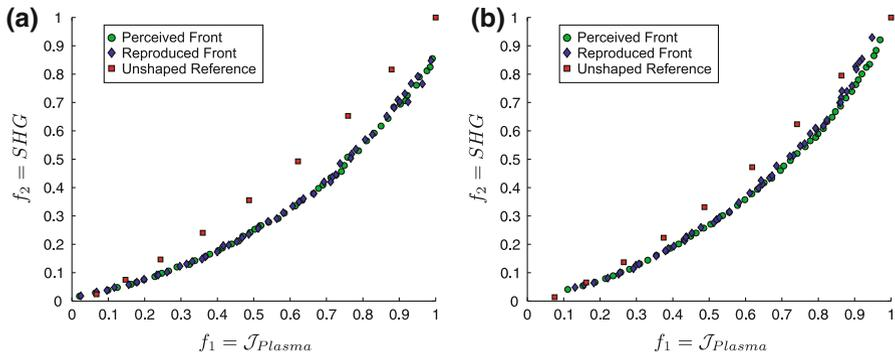 (a)
1
0.9
0.8
0.7
0.6
0.5
0.4
0.3
0.2
0.1
0
f₂ = SHG
Perceived Front
Reproduced Front
Unshaped Reference
0 0.1 0.2 0.3 0.4 0.5 0.6 0.7 0.8 0.9 1
f₁ = 𝒥_Plasma
(b)
1
0.9
0.8
0.7
0.6
0.5
0.4
0.3
0.2
0.1
0
f₂ = SHG
Perceived Front
Reproduced Front
Unshaped Reference
0 0.1 0.2 0.3 0.4 0.5 0.6 0.7 0.8 0.9 1
f₁ = 𝒥_Plasma